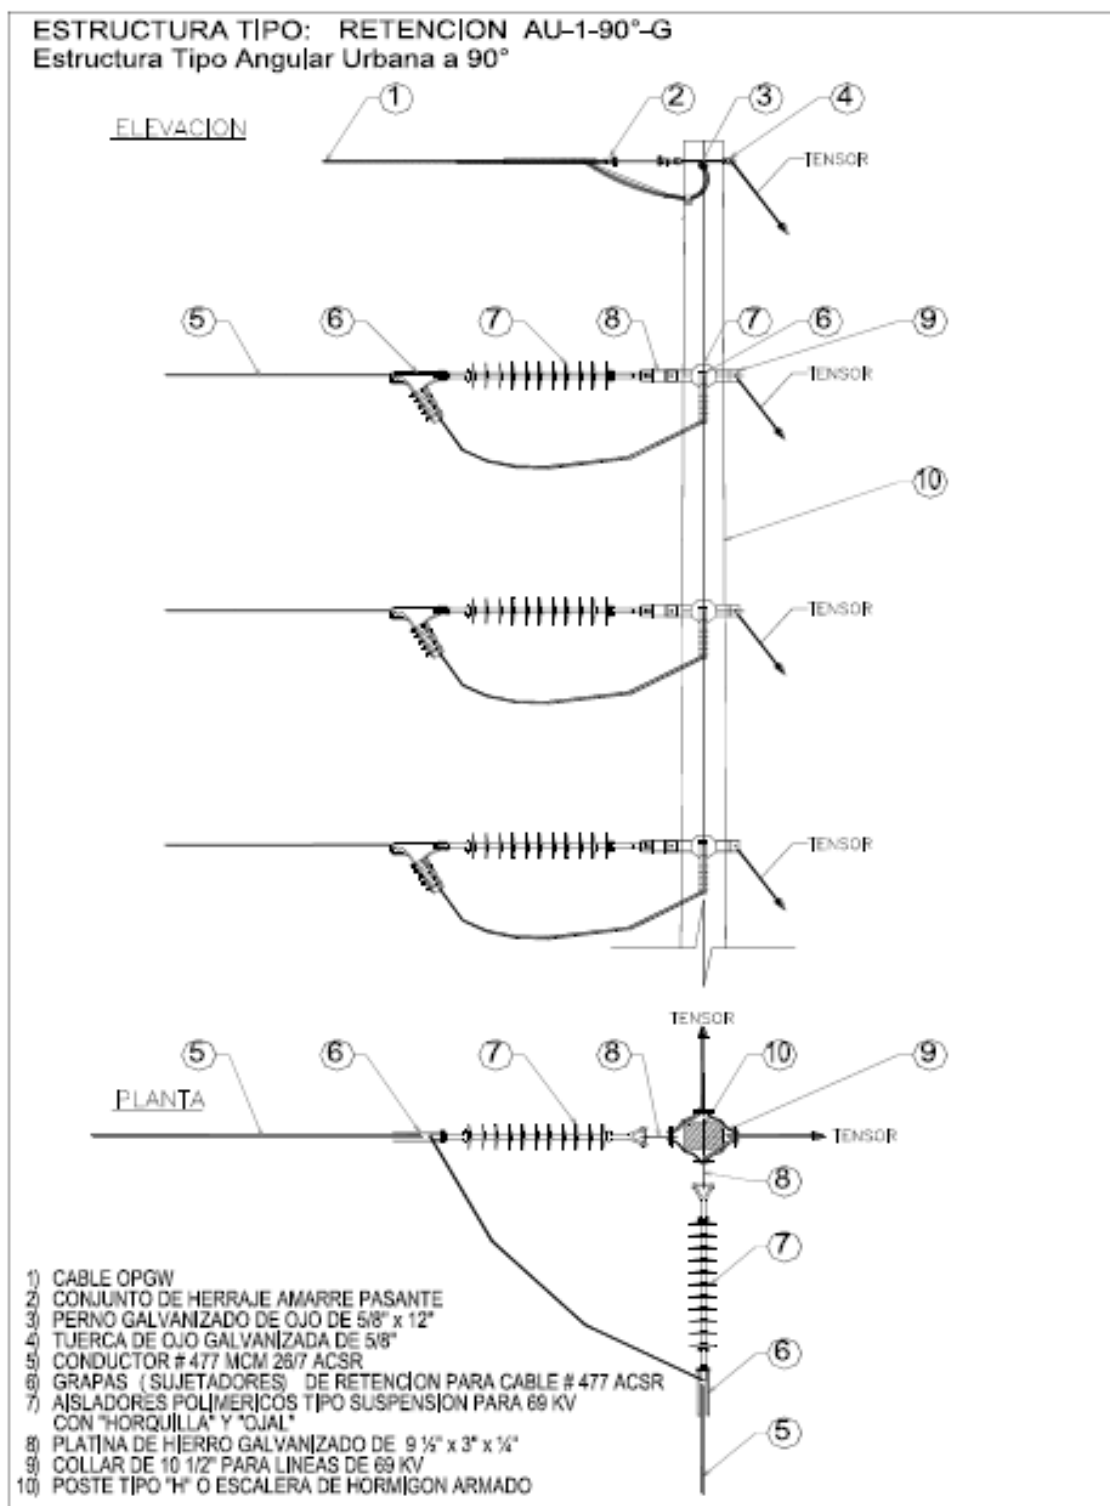 ESTRUCTURA TIPO: RETENCION AU-1-90°-G
Estructura Tipo Angular Urbana a 90°
ELEVACION
1 2 3 4
TENSOR
5 6 7 8 7 6 9
TENSOR
10
TENSOR
TENSOR
TENSOR
5 6 7 8 10 9
PLANTA
TENSOR
8
7
6
5
1) CABLE OPGW
2) CONJUNTO DE HERRAJE AMARRE PASANTE
3) PERNO GALVANIZADO DE OJO DE 5/8" x 12"
4) TUERCA DE OJO GALVANIZADA DE 5/8"
5) CONDUCTOR # 477 MCM 26/7 ACSR
6) GRAPAS ( SUJETADORES) DE RETENCION PARA CABLE # 477 ACSR
7) AISLADORES POLIMERICOS TIPO SUSPENSION PARA 69 KV
CON "HORQUILLA" Y "OJAL"
8) PLATINA DE HIERRO GALVANIZADO DE 9 ½" x 3" x ¼"
9) COLLAR DE 10 1/2" PARA LINEAS DE 69 KV
10) POSTE TIPO "H" O ESCALERA DE HORMIGON ARMADO